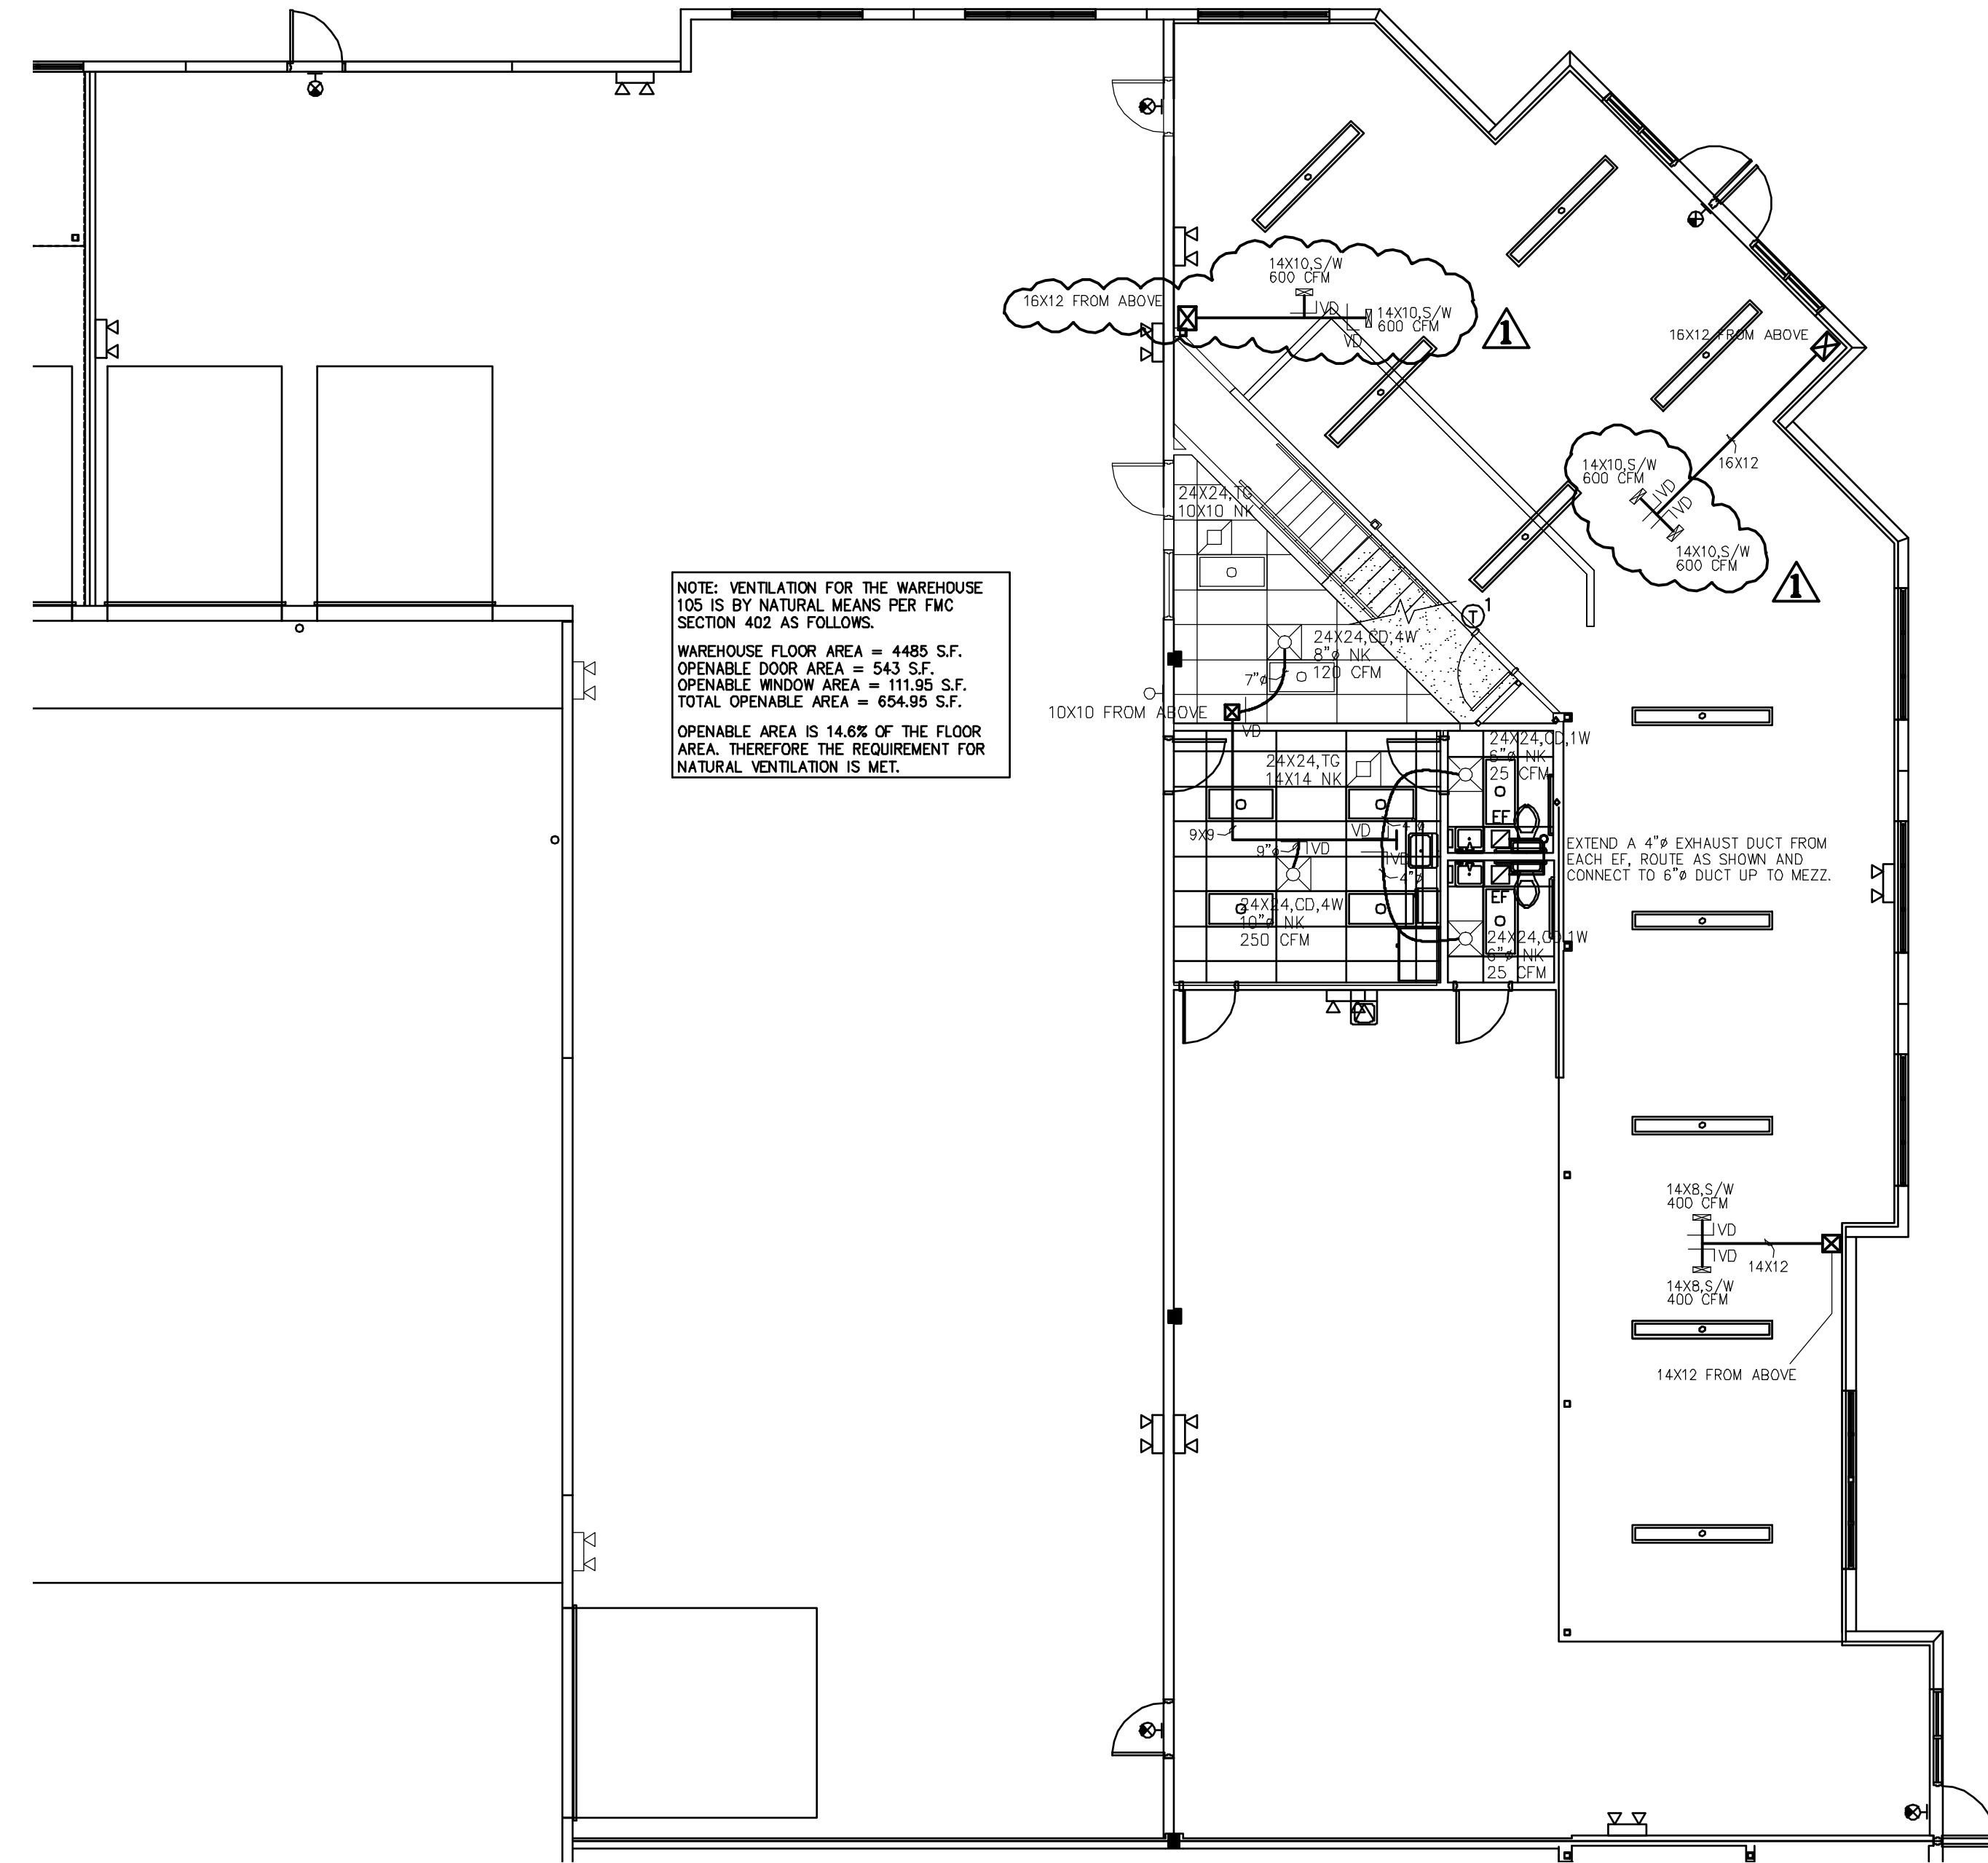 14X10,S/W
600 CFM
16X12 FROM ABOVE
VD
14X10,S/W
600 CFM
VD
1
16X12 FROM ABOVE
16X12
14X10,S/W
600 CFM
VD
VD
14X10,S/W
600 CFM
1
24X24,TG
10X10 NK
NOTE: VENTILATION FOR THE WAREHOUSE
105 IS BY NATURAL MEANS PER FMC
SECTION 402 AS FOLLOWS.
WAREHOUSE FLOOR AREA = 4485 S.F.
OPENABLE DOOR AREA = 543 S.F.
OPENABLE WINDOW AREA = 111.95 S.F.
TOTAL OPENABLE AREA = 654.95 S.F.
OPENABLE AREA IS 14.6% OF THE FLOOR
AREA. THEREFORE THE REQUIREMENT FOR
NATURAL VENTILATION IS MET.
T 1
24X24,CD,4W
8"ø NK
120 CFM
7"ø
10X10 FROM ABOVE
VD
24X24,TG
14X14 NK
24X24,CD,1W
6"ø NK
25 CFM
EF
9X9
VD
4"ø
9"ø
VD
VD
4"ø
EXTEND A 4"ø EXHAUST DUCT FROM
EACH EF, ROUTE AS SHOWN AND
CONNECT TO 6"ø DUCT UP TO MEZZ.
EF
24X24,CD,4W
10"ø NK
250 CFM
24X24,CD,1W
6"ø NK
25 CFM
14X8,S/W
400 CFM
VD
VD
14X12
14X8,S/W
400 CFM
14X12 FROM ABOVE